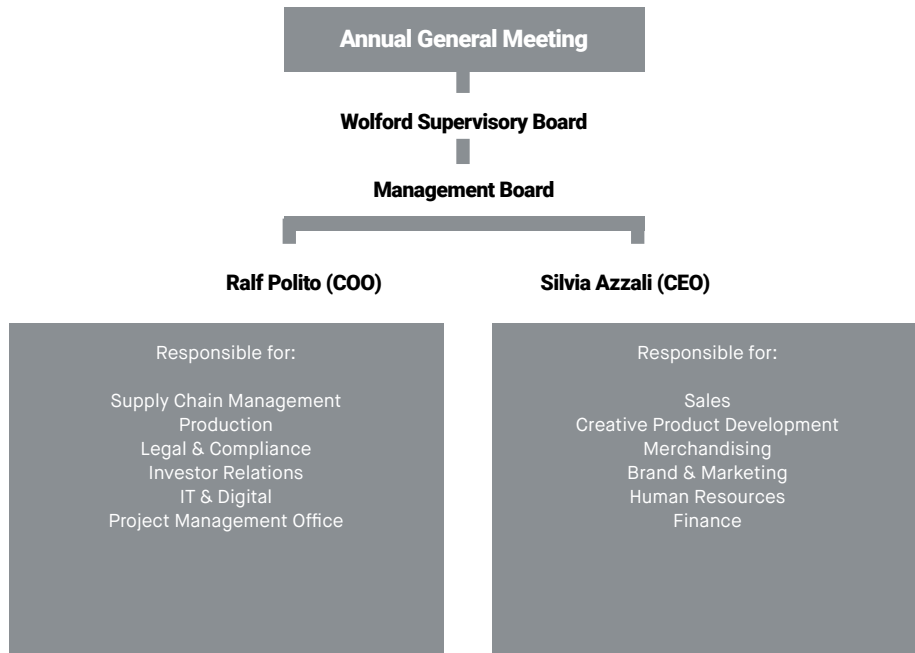 Annual General Meeting
Wolford Supervisory Board
Management Board
Ralf Polito (COO)
Responsible for:
Supply Chain Management
Production
Legal & Compliance
Investor Relations
IT & Digital
Project Management Office
Silvia Azzali (CEO)
Responsible for:
Sales
Creative Product Development
Merchandising
Brand & Marketing
Human Resources
Finance